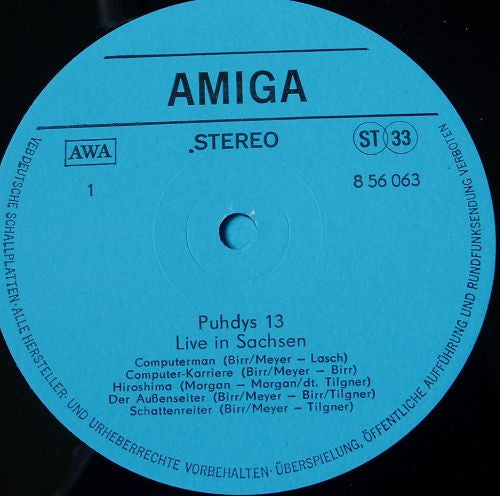 AMIGA
AWA
STEREO
ST 33
1
8 56 063
Puhdys 13
Live in Sachsen
Computerman (Birr/Meyer – Lasch)
Computer-Karriere (Birr/Meyer – Birr)
Hiroshima (Morgan – Morgan/dt. Tilgner)
Der Außenseiter (Birr/Meyer – Birr/Tilgner)
Schattenreiter (Birr/Meyer – Tilgner)
VEB DEUTSCHE SCHALLPLATTEN · ALLE HERSTELLER- UND URHEBERRECHTE VORBEHALTEN · ÜBERSPIELUNG, ÖFFENTLICHE AUFFÜHRUNG UND RUNDFUNKSENDUNG VERBOTEN